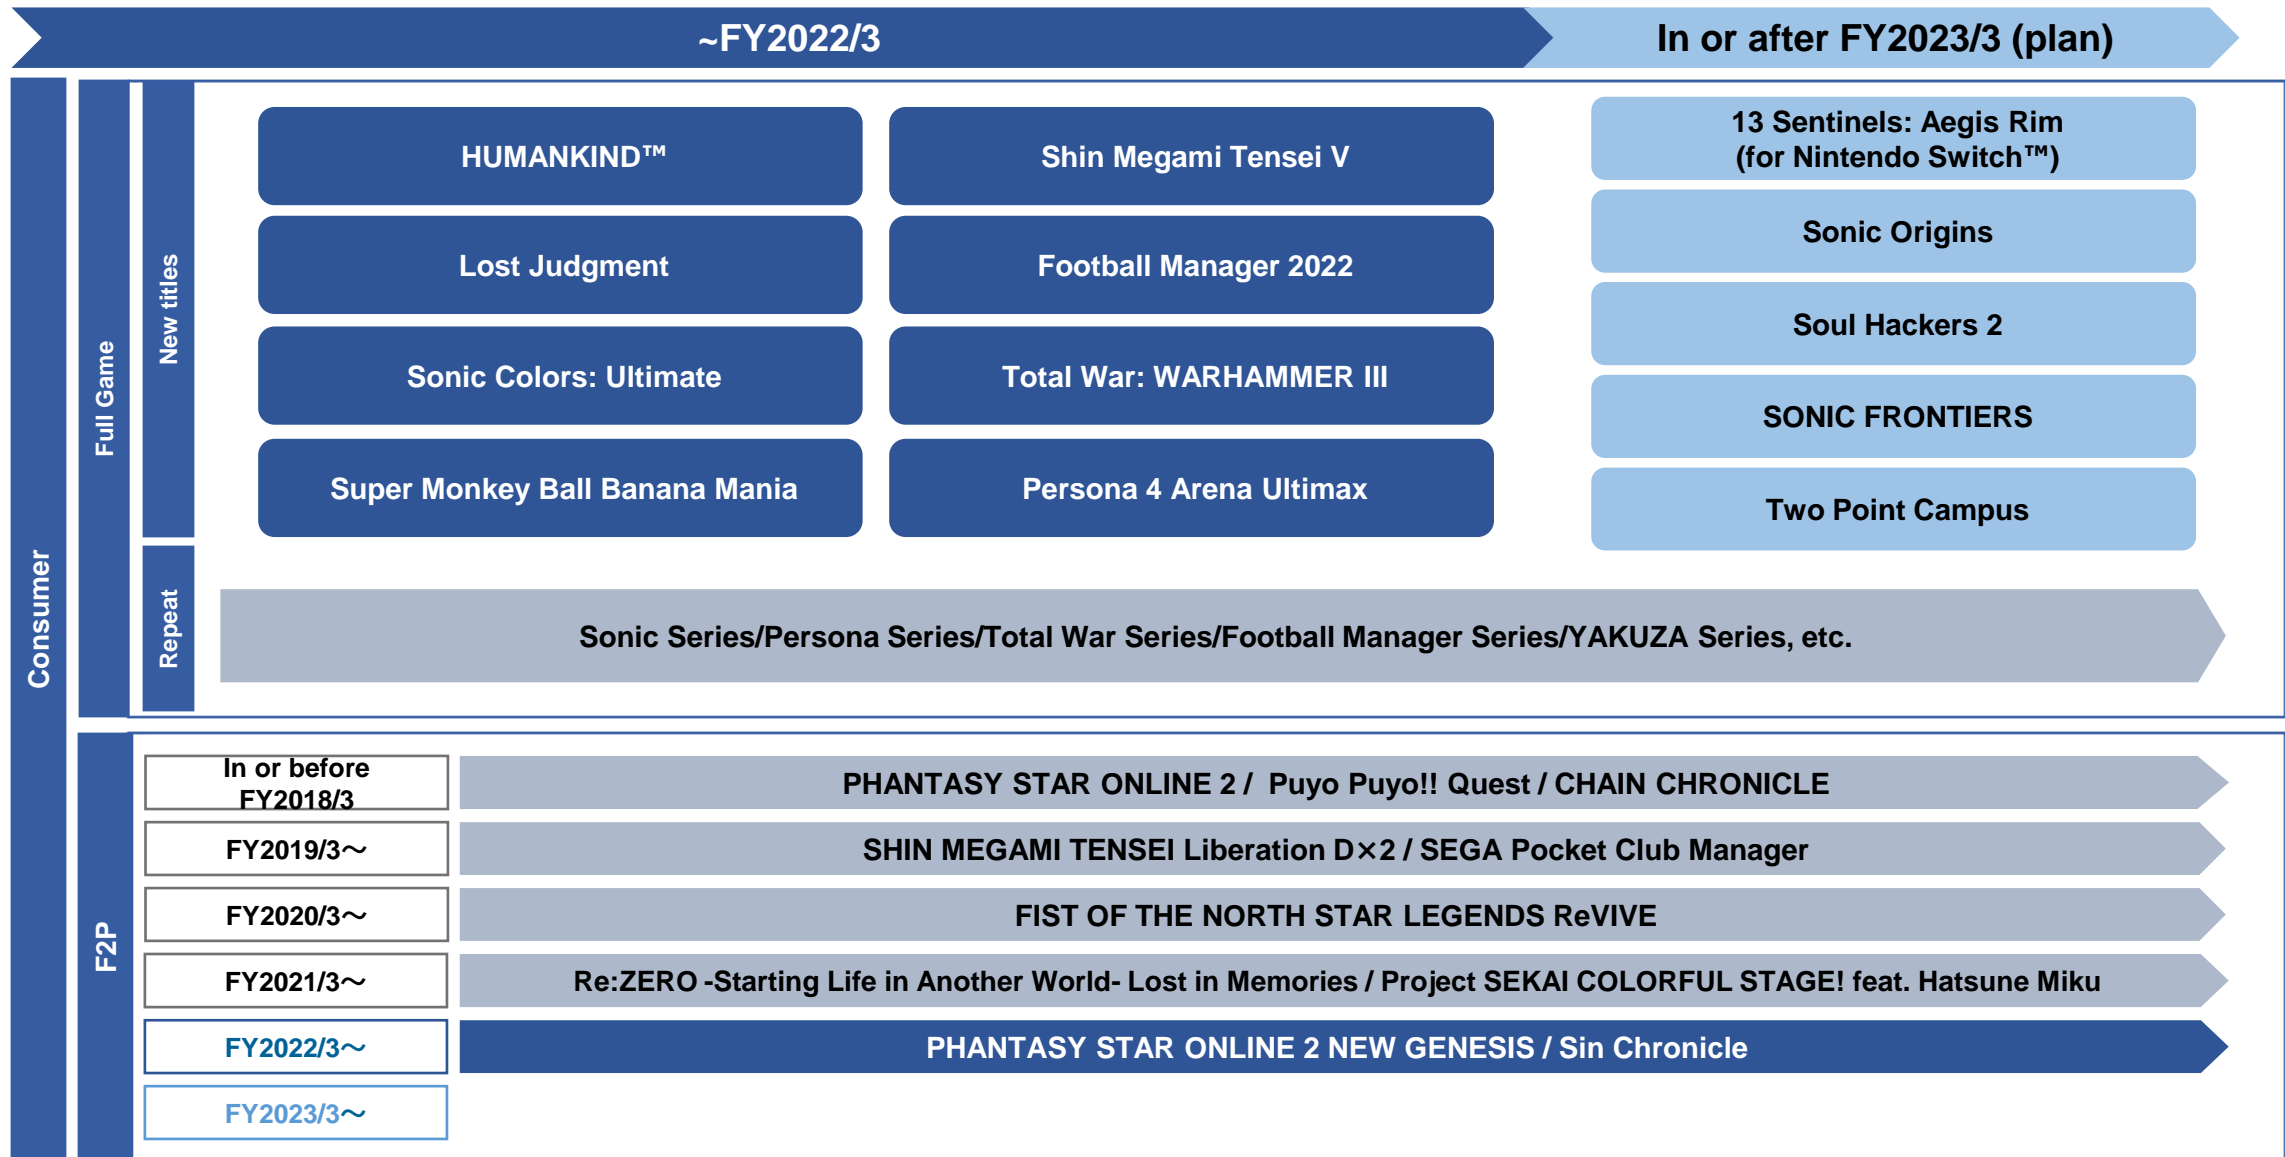 ~FY2022/3
In or after FY2023/3 (plan)
Consumer
Full Game
New titles
HUMANKIND™
Shin Megami Tensei V
13 Sentinels: Aegis Rim
(for Nintendo Switch™)
Lost Judgment
Football Manager 2022
Sonic Origins
Sonic Colors: Ultimate
Total War: WARHAMMER III
Soul Hackers 2
SONIC FRONTIERS
Super Monkey Ball Banana Mania
Persona 4 Arena Ultimax
Two Point Campus
Repeat
Sonic Series/Persona Series/Total War Series/Football Manager Series/YAKUZA Series, etc.
F2P
In or before
FY2018/3
PHANTASY STAR ONLINE 2 / Puyo Puyo!! Quest / CHAIN CHRONICLE
FY2019/3～
SHIN MEGAMI TENSEI Liberation D×2 / SEGA Pocket Club Manager
FY2020/3～
FIST OF THE NORTH STAR LEGENDS ReVIVE
FY2021/3～
Re:ZERO -Starting Life in Another World- Lost in Memories / Project SEKAI COLORFUL STAGE! feat. Hatsune Miku
FY2022/3～
PHANTASY STAR ONLINE 2 NEW GENESIS / Sin Chronicle
FY2023/3～